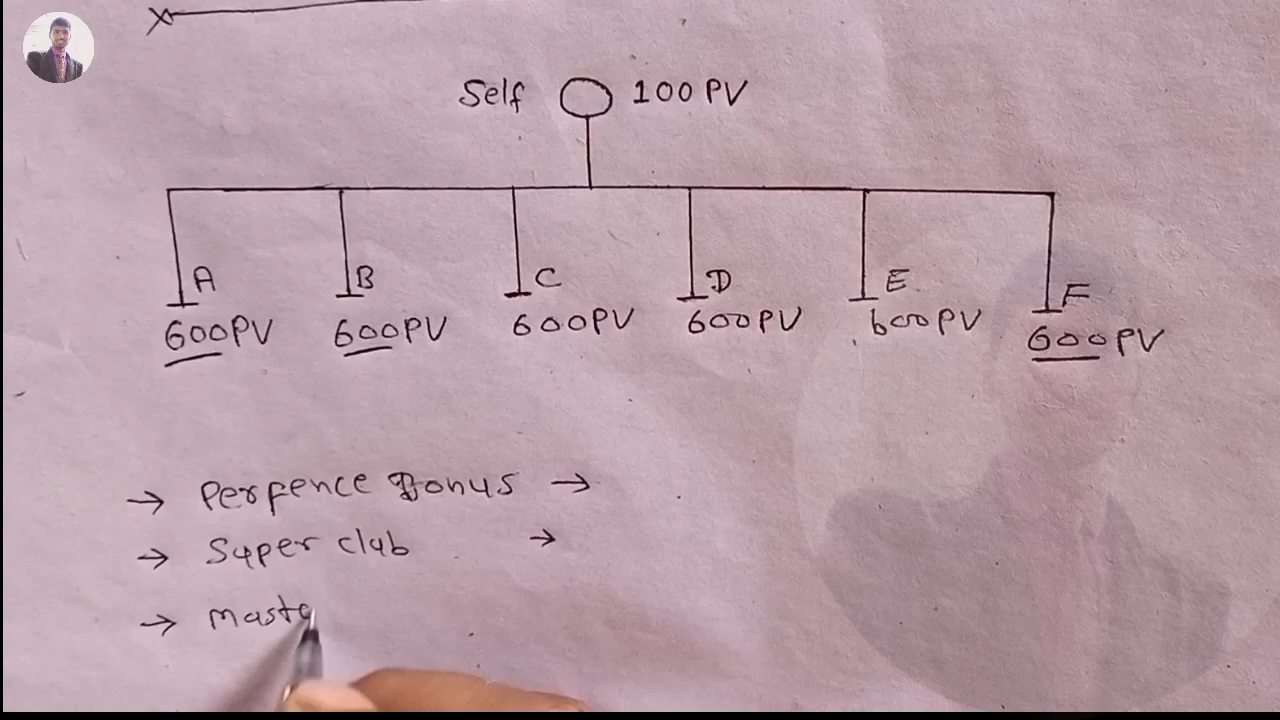 Self 100 PV
A B C D E F
600PV 600PV 600PV 600PV 600PV 600PV
→ Perfence Bonus →
→ Super club →
→ maste